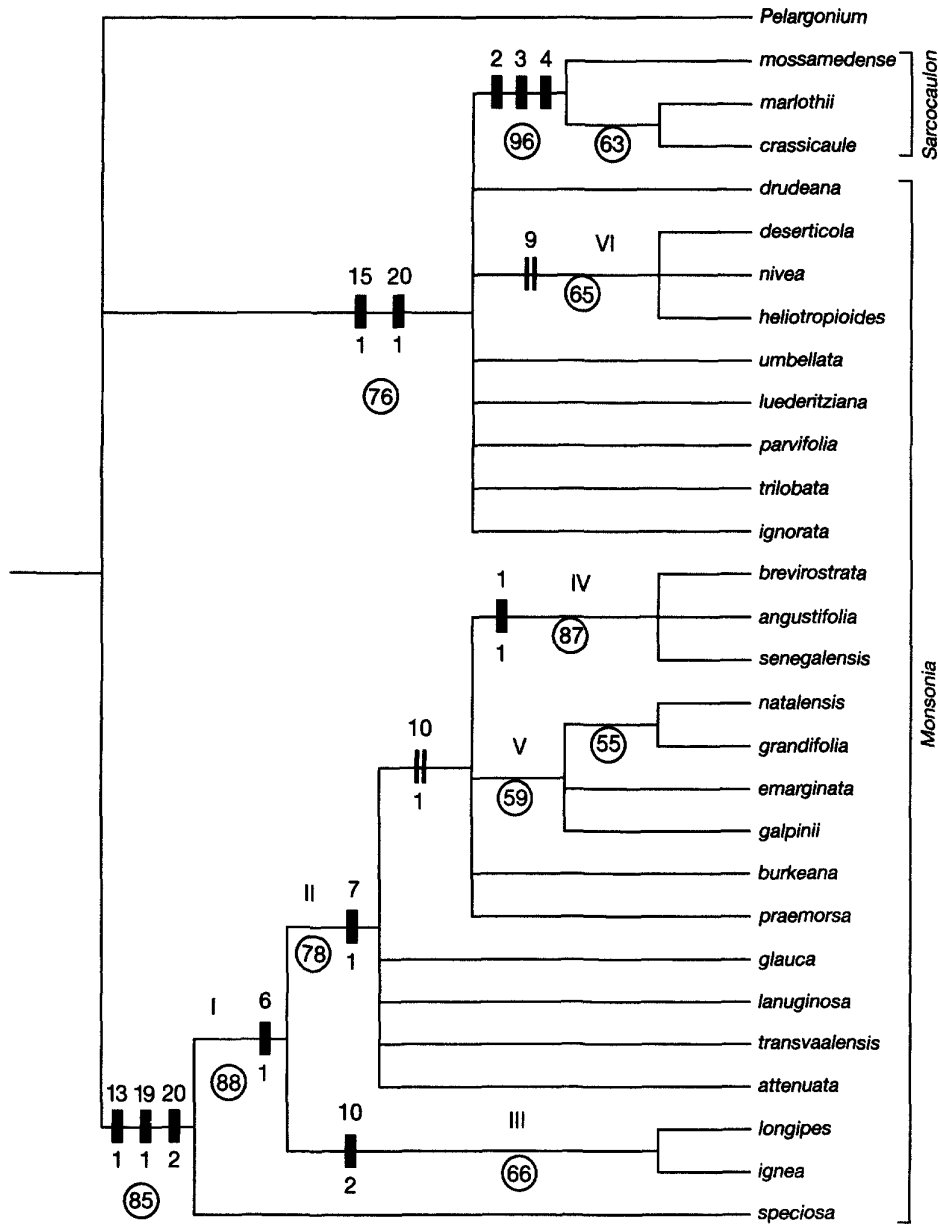 Pelargonium
2 3 4
mossamedense
96
63
marlothii
crassicaule
Sarcocaulon
drudeana
9
VI
65
deserticola
nivea
heliotropioides
15 20
1 1
76
umbellata
luederitziana
parvifolia
trilobata
ignorata
1
IV
1
87
brevirostrata
angustifolia
senegalensis
10
1
V
59
55
natalensis
grandifolia
emarginata
galpinii
burkeana
praemorsa
II
7
78
1
glauca
lanuginosa
transvaalensis
attenuata
I
6
88
1
10
III
2
66
longipes
ignea
13 19 20
1 1 2
85
speciosa
Monsonia